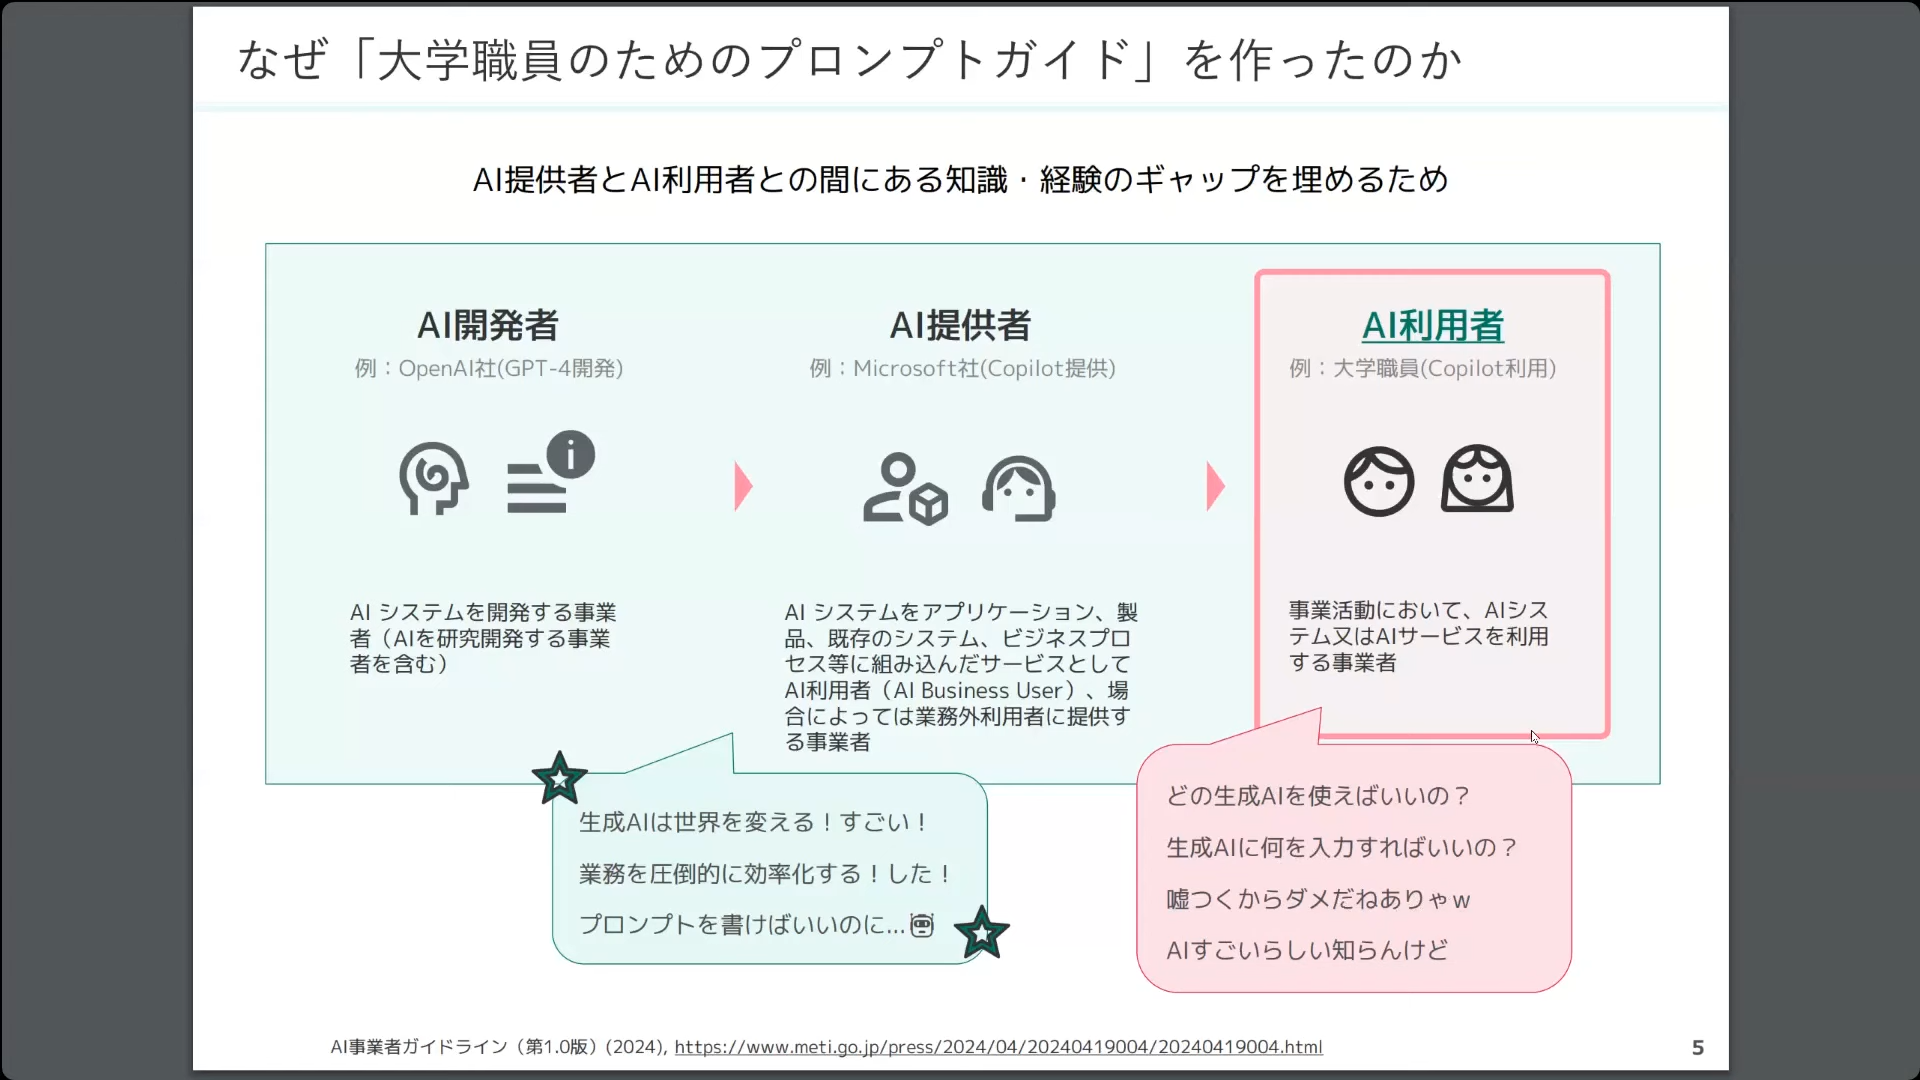 なぜ「大学職員のためのプロンプトガイド」を作ったのか
AI提供者とAI利用者との間にある知識・経験のギャップを埋めるため
AI開発者
例：OpenAI社(GPT-4開発)
AI システムを開発する事業
者（AIを研究開発する事業
者を含む）
AI提供者
例：Microsoft社(Copilot提供)
AI システムをアプリケーション、製
品、既存のシステム、ビジネスプロ
セス等に組み込んだサービスとして
AI利用者（AI Business User）、場
合によっては業務外利用者に提供す
る事業者
AI利用者
例：大学職員(Copilot利用)
事業活動において、AIシス
テム又はAIサービスを利用
する事業者
生成AIは世界を変える！すごい！
業務を圧倒的に効率化する！した！
プロンプトを書けばいいのに...
どの生成AIを使えばいいの？
生成AIに何を入力すればいいの？
嘘つくからダメだねありゃｗ
AIすごいらしい知らんけど
AI事業者ガイドライン（第1.0版）(2024), https://www.meti.go.jp/press/2024/04/20240419004/20240419004.html
5